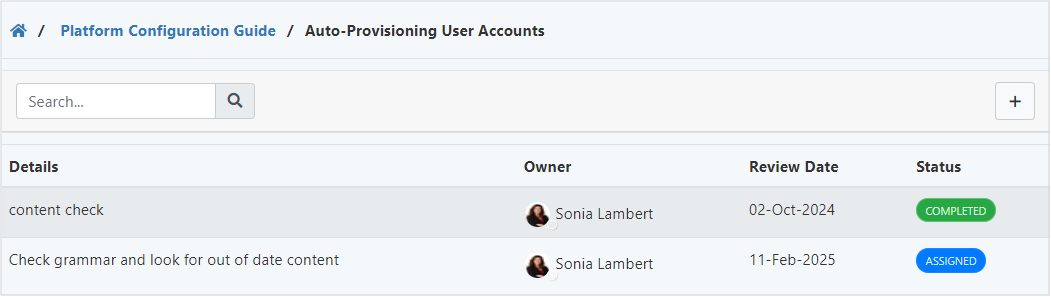 / Platform Configuration Guide / Auto-Provisioning User Accounts
Search...
+
Details Owner Review Date Status
content check Sonia Lambert 02-Oct-2024 COMPLETED
Check grammar and look for out of date content Sonia Lambert 11-Feb-2025 ASSIGNED